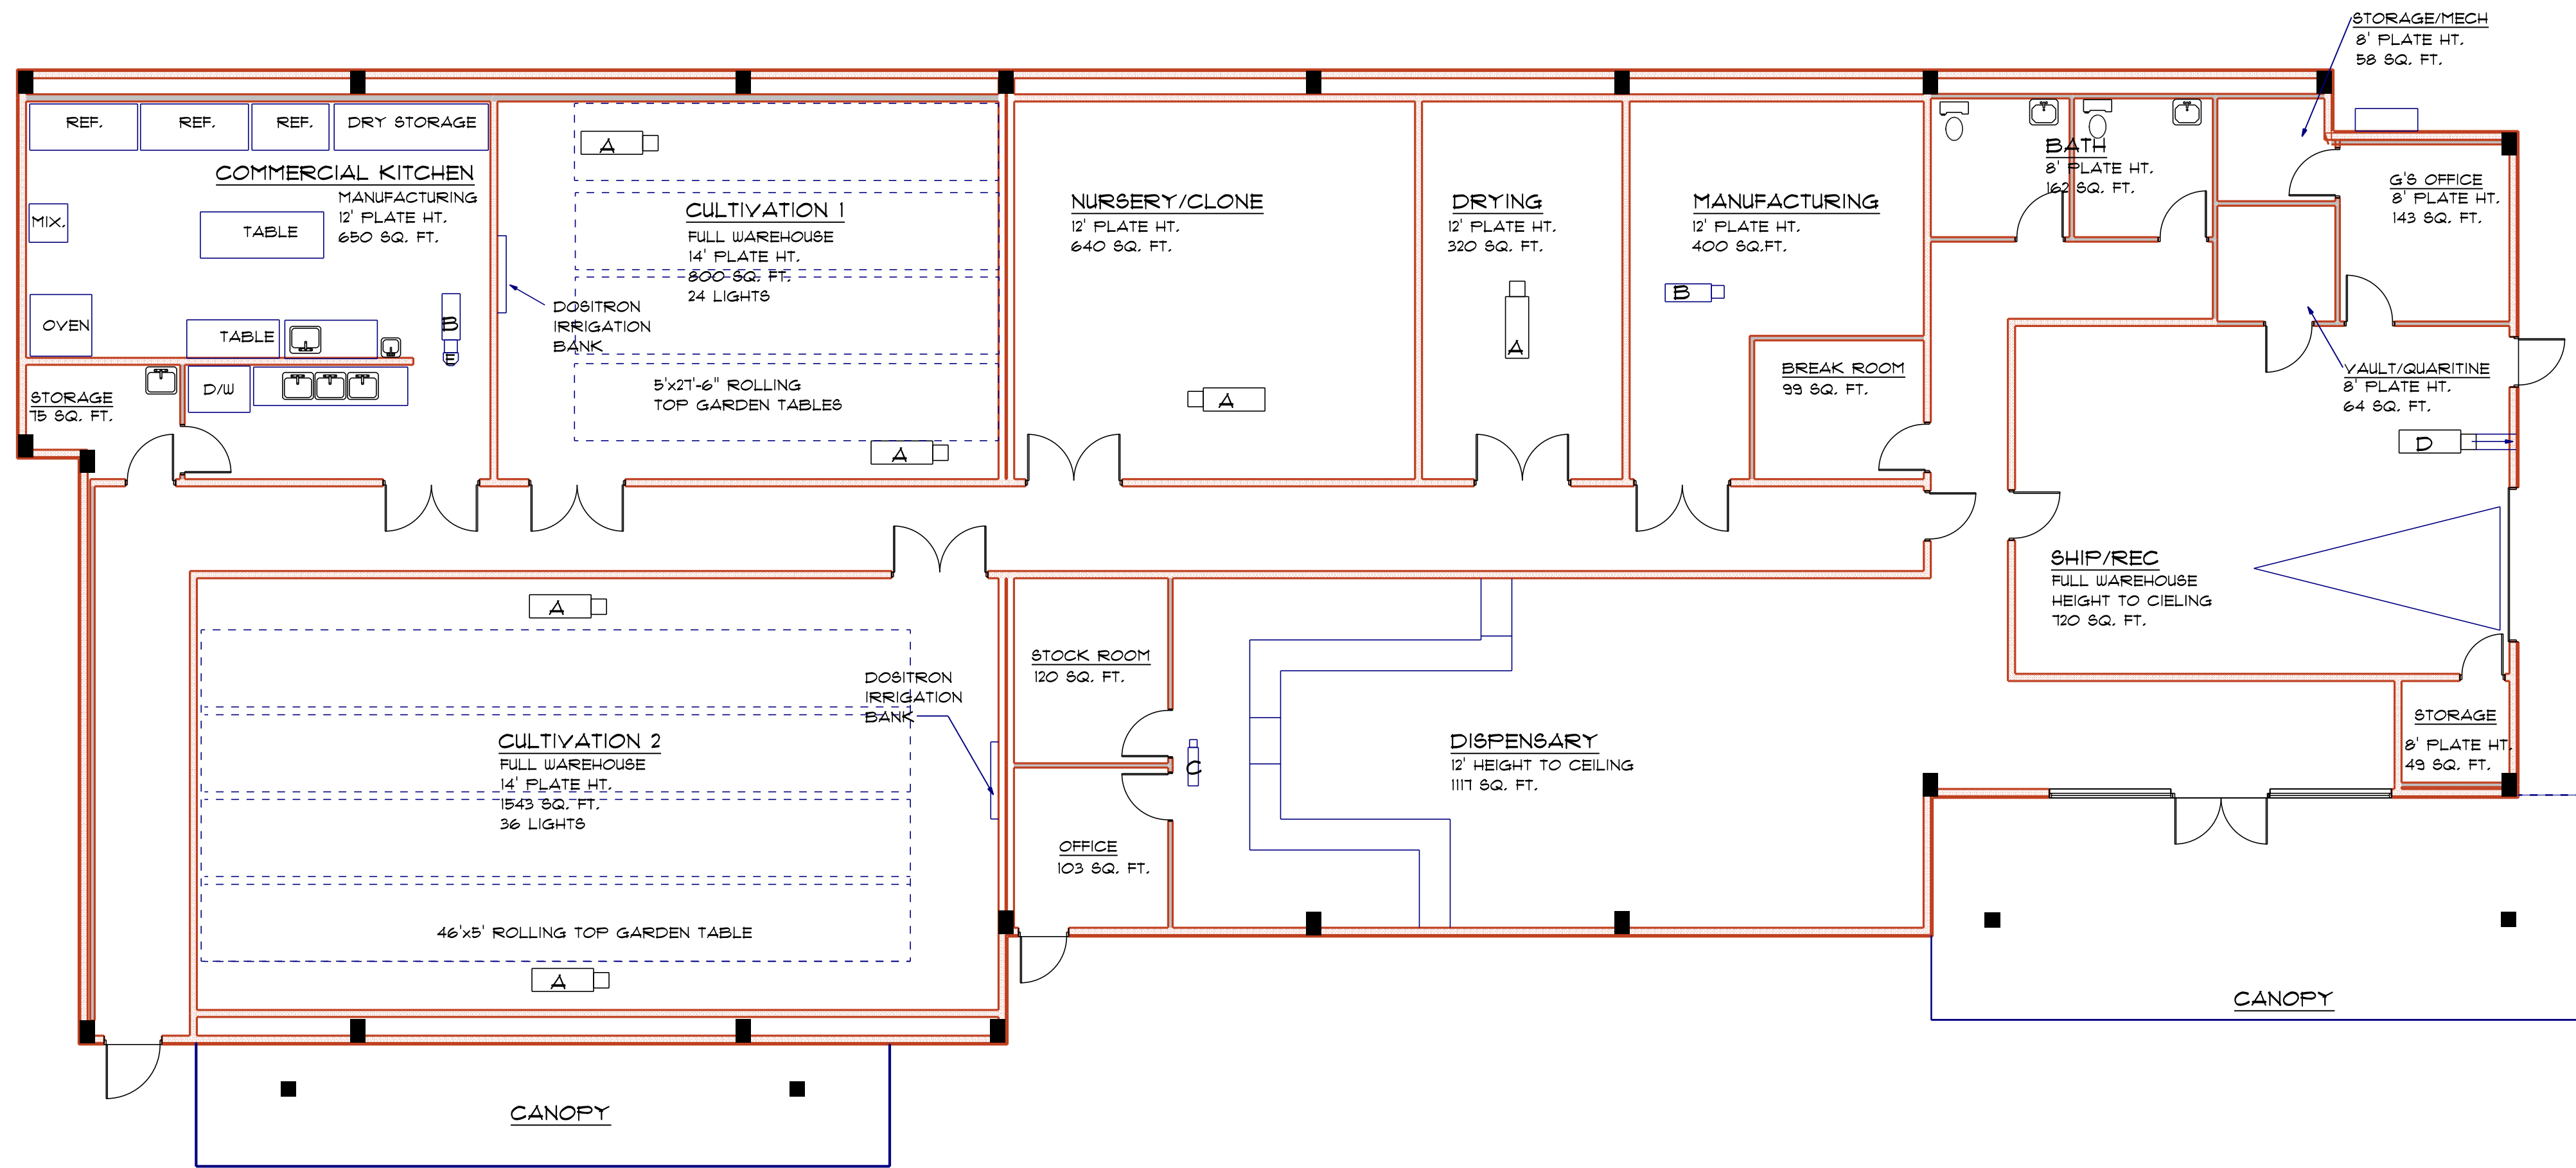 STORAGE/MECH
8' PLATE HT.
58 SQ. FT.
REF.
REF.
REF.
DRY STORAGE
COMMERCIAL KITCHEN
MANUFACTURING
12' PLATE HT.
650 SQ. FT.
MIX.
TABLE
OVEN
TABLE
B
E
STORAGE
75 SQ. FT.
D/W
A
CULTIVATION 1
FULL WAREHOUSE
14' PLATE HT.
800 SQ. FT.
24 LIGHTS
DOSITRON
IRRIGATION
BANK
5'x27'-6" ROLLING
TOP GARDEN TABLES
A
NURSERY/CLONE
12' PLATE HT.
640 SQ. FT.
A
DRYING
12' PLATE HT.
320 SQ. FT.
A
MANUFACTURING
12' PLATE HT.
400 SQ.FT.
B
BREAK ROOM
99 SQ. FT.
BATH
8' PLATE HT.
162 SQ. FT.
G'S OFFICE
8' PLATE HT.
143 SQ. FT.
VAULT/QUARITINE
8' PLATE HT.
64 SQ. FT.
D
SHIP/REC
FULL WAREHOUSE
HEIGHT TO CIELING
720 SQ. FT.
STORAGE
8' PLATE HT.
49 SQ. FT.
A
DOSITRON
IRRIGATION
BANK
CULTIVATION 2
FULL WAREHOUSE
14' PLATE HT.
1543 SQ. FT.
36 LIGHTS
46'x5' ROLLING TOP GARDEN TABLE
A
STOCK ROOM
120 SQ. FT.
OFFICE
103 SQ. FT.
C
DISPENSARY
12' HEIGHT TO CEILING
1117 SQ. FT.
CANOPY
CANOPY